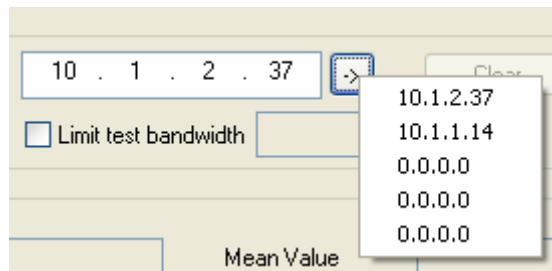 10 . 1 . 2 . 37 -> Clear
10.1.2.37
Limit test bandwidth
10.1.1.14
0.0.0.0
0.0.0.0
0.0.0.0
Mean Value